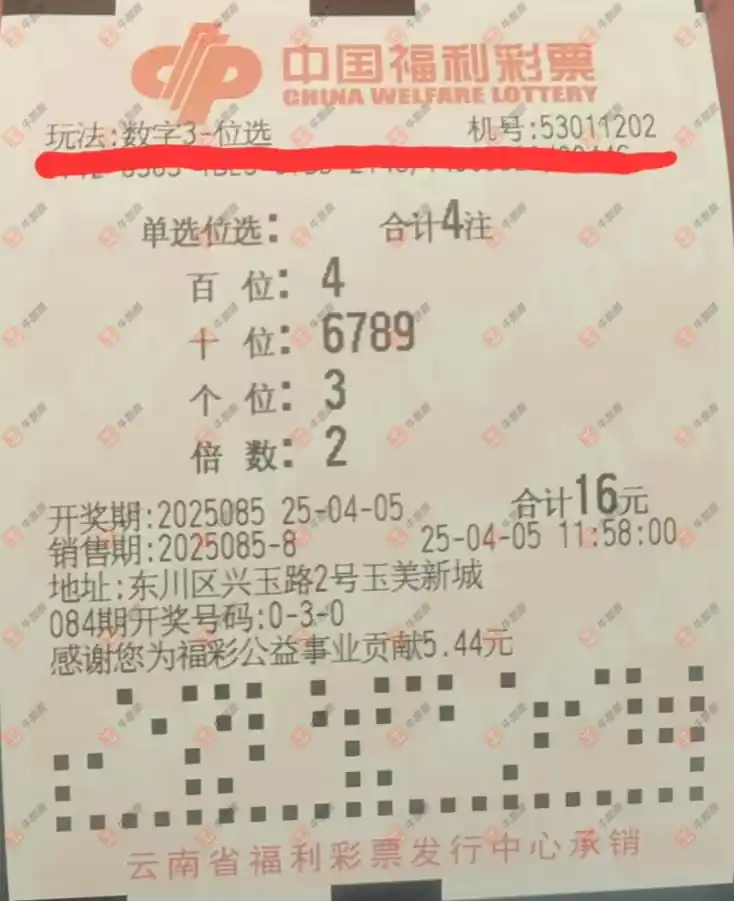 中国福利彩票
CHINA WELFARE LOTTERY
玩法:数字3-位选 机号:53011202
单选位选: 合计4注
百位: 4
十位: 6789
个位: 3
倍数: 2
开奖期:2025085 25-04-05 合计16元
销售期:2025085-8 25-04-05 11:58:00
地址:东川区兴玉路2号玉美新城
084期开奖号码:0-3-0
感谢您为福彩公益事业贡献5.44元
云南省福利彩票发行中心承销